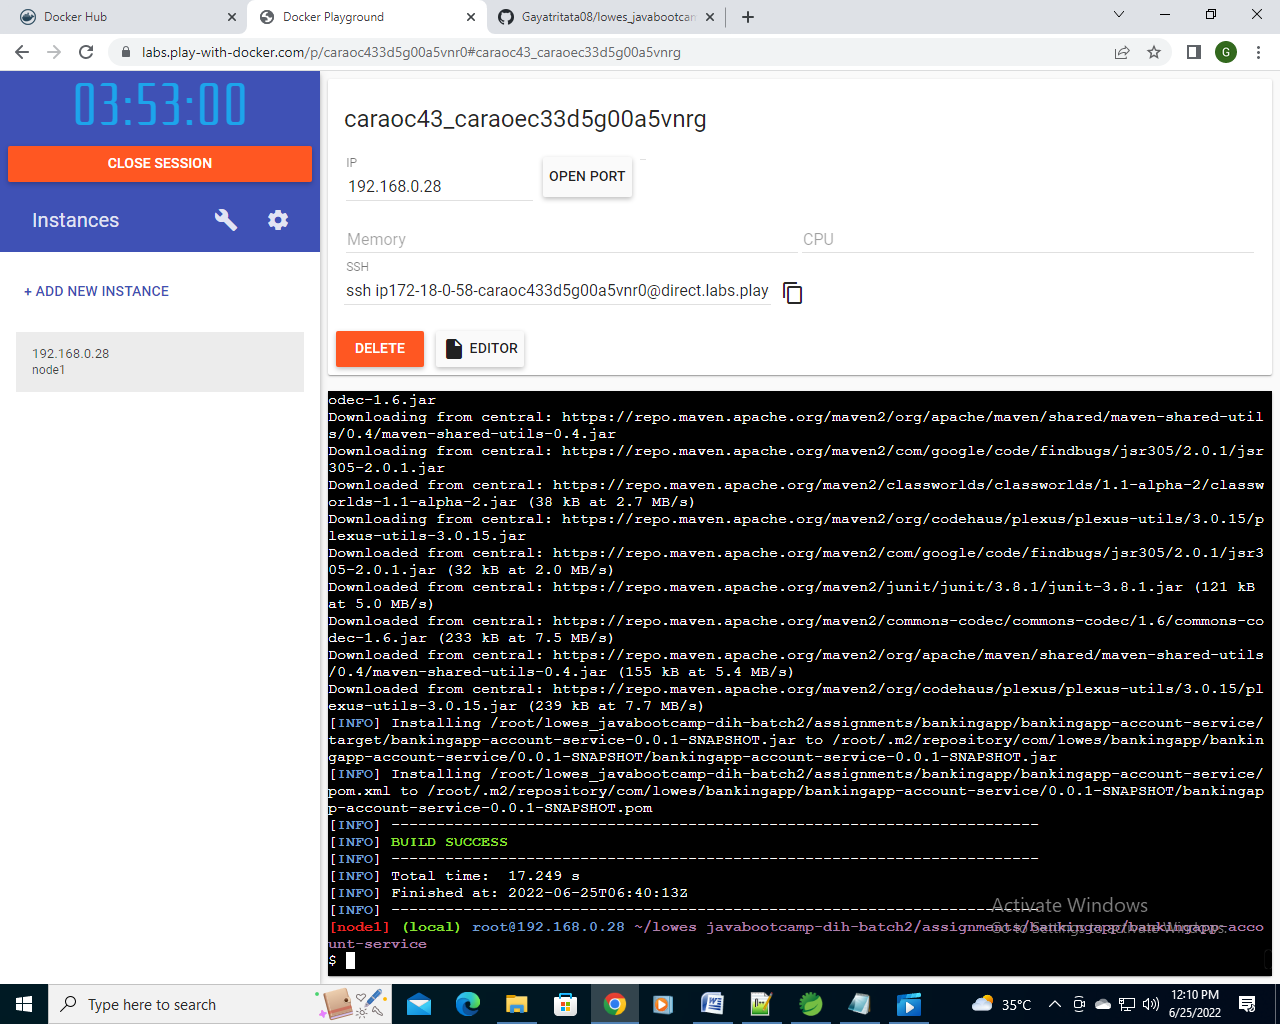 Docker Hub
Docker Playground
Gayatritata08/lowes_javabootcam
labs.play-with-docker.com/p/caraoc433d5g00a5vnr0#caraoc43_caraoec33d5g00a5vnrg
G
03:53:00
CLOSE SESSION
Instances
+ ADD NEW INSTANCE
192.168.0.28
node1
caraoc43_caraoec33d5g00a5vnrg
IP
192.168.0.28
OPEN PORT
Memory
CPU
SSH
ssh ip172-18-0-58-caraoc433d5g00a5vnr0@direct.labs.play
DELETE
EDITOR
odec-1.6.jar
Downloading from central: https://repo.maven.apache.org/maven2/org/apache/maven/shared/maven-shared-util
s/0.4/maven-shared-utils-0.4.jar
Downloading from central: https://repo.maven.apache.org/maven2/com/google/code/findbugs/jsr305/2.0.1/jsr
305-2.0.1.jar
Downloaded from central: https://repo.maven.apache.org/maven2/classworlds/classworlds/1.1-alpha-2/classw
orlds-1.1-alpha-2.jar (38 kB at 2.7 MB/s)
Downloading from central: https://repo.maven.apache.org/maven2/org/codehaus/plexus/plexus-utils/3.0.15/p
lexus-utils-3.0.15.jar
Downloaded from central: https://repo.maven.apache.org/maven2/com/google/code/findbugs/jsr305/2.0.1/jsr3
05-2.0.1.jar (32 kB at 2.0 MB/s)
Downloaded from central: https://repo.maven.apache.org/maven2/junit/junit/3.8.1/junit-3.8.1.jar (121 kB
at 5.0 MB/s)
Downloaded from central: https://repo.maven.apache.org/maven2/commons-codec/commons-codec/1.6/commons-co
dec-1.6.jar (233 kB at 7.5 MB/s)
Downloaded from central: https://repo.maven.apache.org/maven2/org/apache/maven/shared/maven-shared-utils
/0.4/maven-shared-utils-0.4.jar (155 kB at 5.4 MB/s)
Downloaded from central: https://repo.maven.apache.org/maven2/org/codehaus/plexus/plexus-utils/3.0.15/pl
exus-utils-3.0.15.jar (239 kB at 7.7 MB/s)
[INFO] Installing /root/lowes_javabootcamp-dih-batch2/assignments/bankingapp/bankingapp-account-service/
target/bankingapp-account-service-0.0.1-SNAPSHOT.jar to /root/.m2/repository/com/lowes/bankingapp/bankin
gapp-account-service/0.0.1-SNAPSHOT/bankingapp-account-service-0.0.1-SNAPSHOT.jar
[INFO] Installing /root/lowes_javabootcamp-dih-batch2/assignments/bankingapp/bankingapp-account-service/
pom.xml to /root/.m2/repository/com/lowes/bankingapp/bankingapp-account-service/0.0.1-SNAPSHOT/bankingap
p-account-service-0.0.1-SNAPSHOT.pom
[INFO] ------------------------------------------------------------------------
[INFO] BUILD SUCCESS
[INFO] ------------------------------------------------------------------------
[INFO] Total time:  17.249 s
[INFO] Finished at: 2022-06-25T06:40:13Z
[INFO] ------------------------------------------------------------------------
Activate Windows
Go to Settings to activate Windows.
[node1] (local) root@192.168.0.28 ~/lowes_javabootcamp-dih-batch2/assignments/bankingapp/bankingapp-acco
unt-service
$
Type here to search
35°C
12:10 PM
6/25/2022